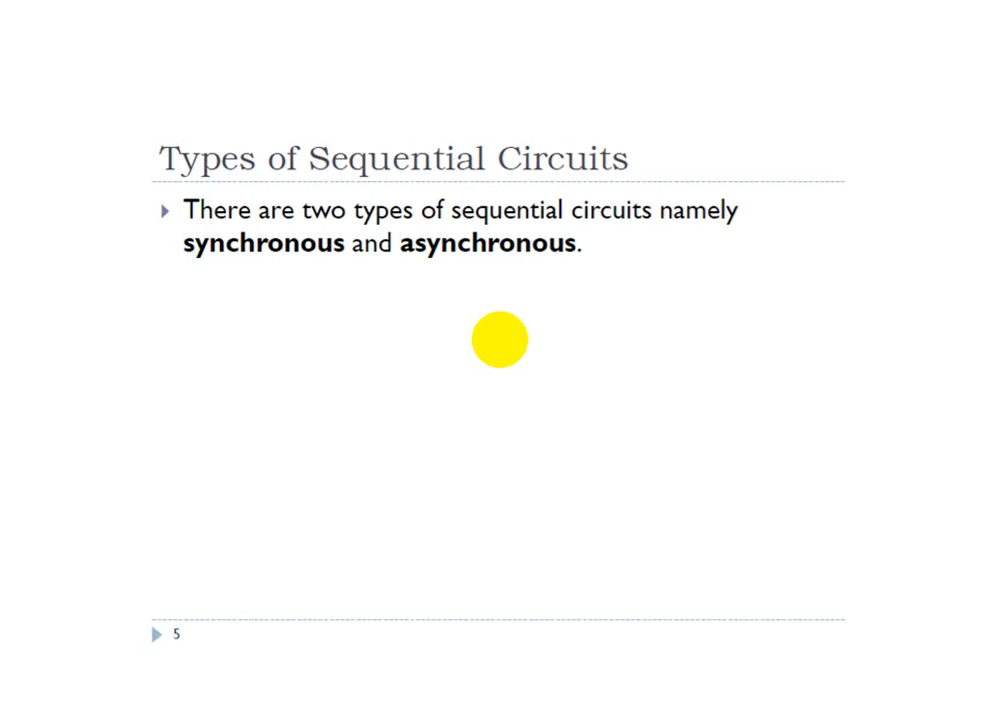 Types of Sequential Circuits
There are two types of sequential circuits namely
synchronous and asynchronous.
5